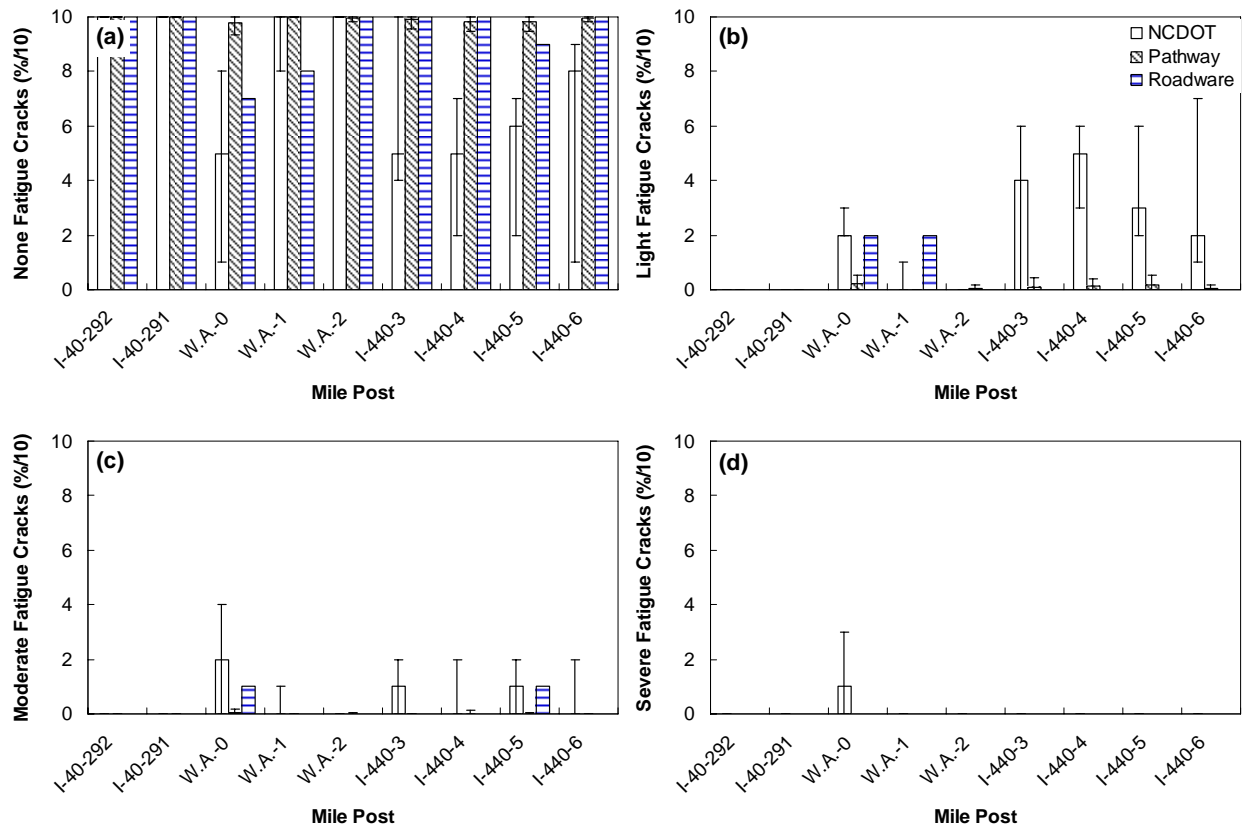 None Fatigue Cracks (%/10)
10
8
6
4
2
0
(a)
I-40-292
I-40-291
W.A.-0
W.A.-1
W.A.-2
I-440-3
I-440-4
I-440-5
I-440-6
Mile Post
Light Fatigue Cracks (%/10)
10
8
6
4
2
0
(b)
NCDOT
Pathway
Roadware
I-40-292
I-40-291
W.A.-0
W.A.-1
W.A.-2
I-440-3
I-440-4
I-440-5
I-440-6
Mile Post
Moderate Fatigue Cracks (%/10)
10
8
6
4
2
0
(c)
I-40-292
I-40-291
W.A.-0
W.A.-1
W.A.-2
I-440-3
I-440-4
I-440-5
I-440-6
Mile Post
Severe Fatigue Cracks (%/10)
10
8
6
4
2
0
(d)
I-40-292
I-40-291
W.A.-0
W.A.-1
W.A.-2
I-440-3
I-440-4
I-440-5
I-440-6
Mile Post